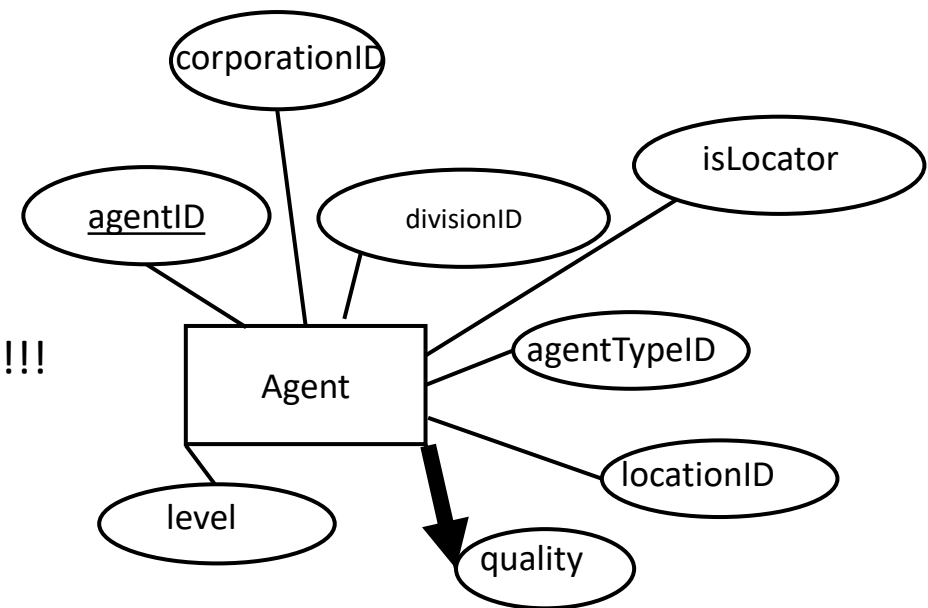 corporationID
isLocator
agentID
divisionID
!!!
agentTypeID
Agent
locationID
level
quality